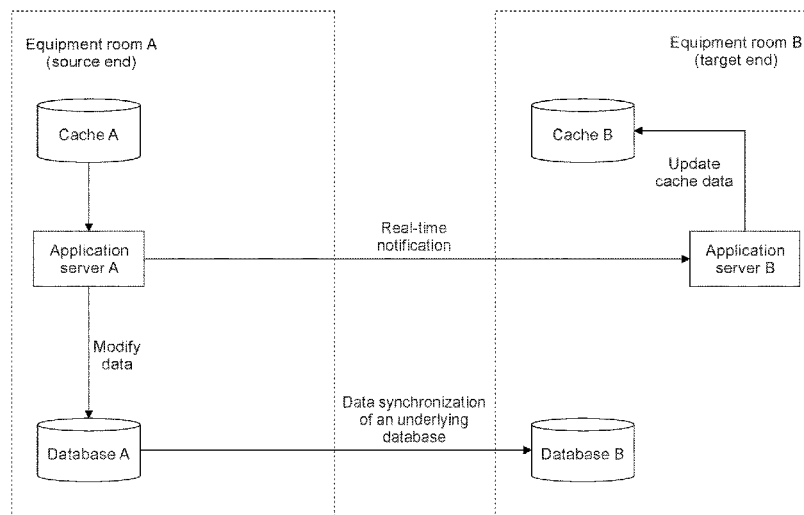 Equipment room A
(source end)
Equipment room B
(target end)
Cache A
Cache B
Update
cache data
Real-time
notification
Application
server A
Application
server B
Modify
data
Data synchronization
of an underlying
database
Database A
Database B